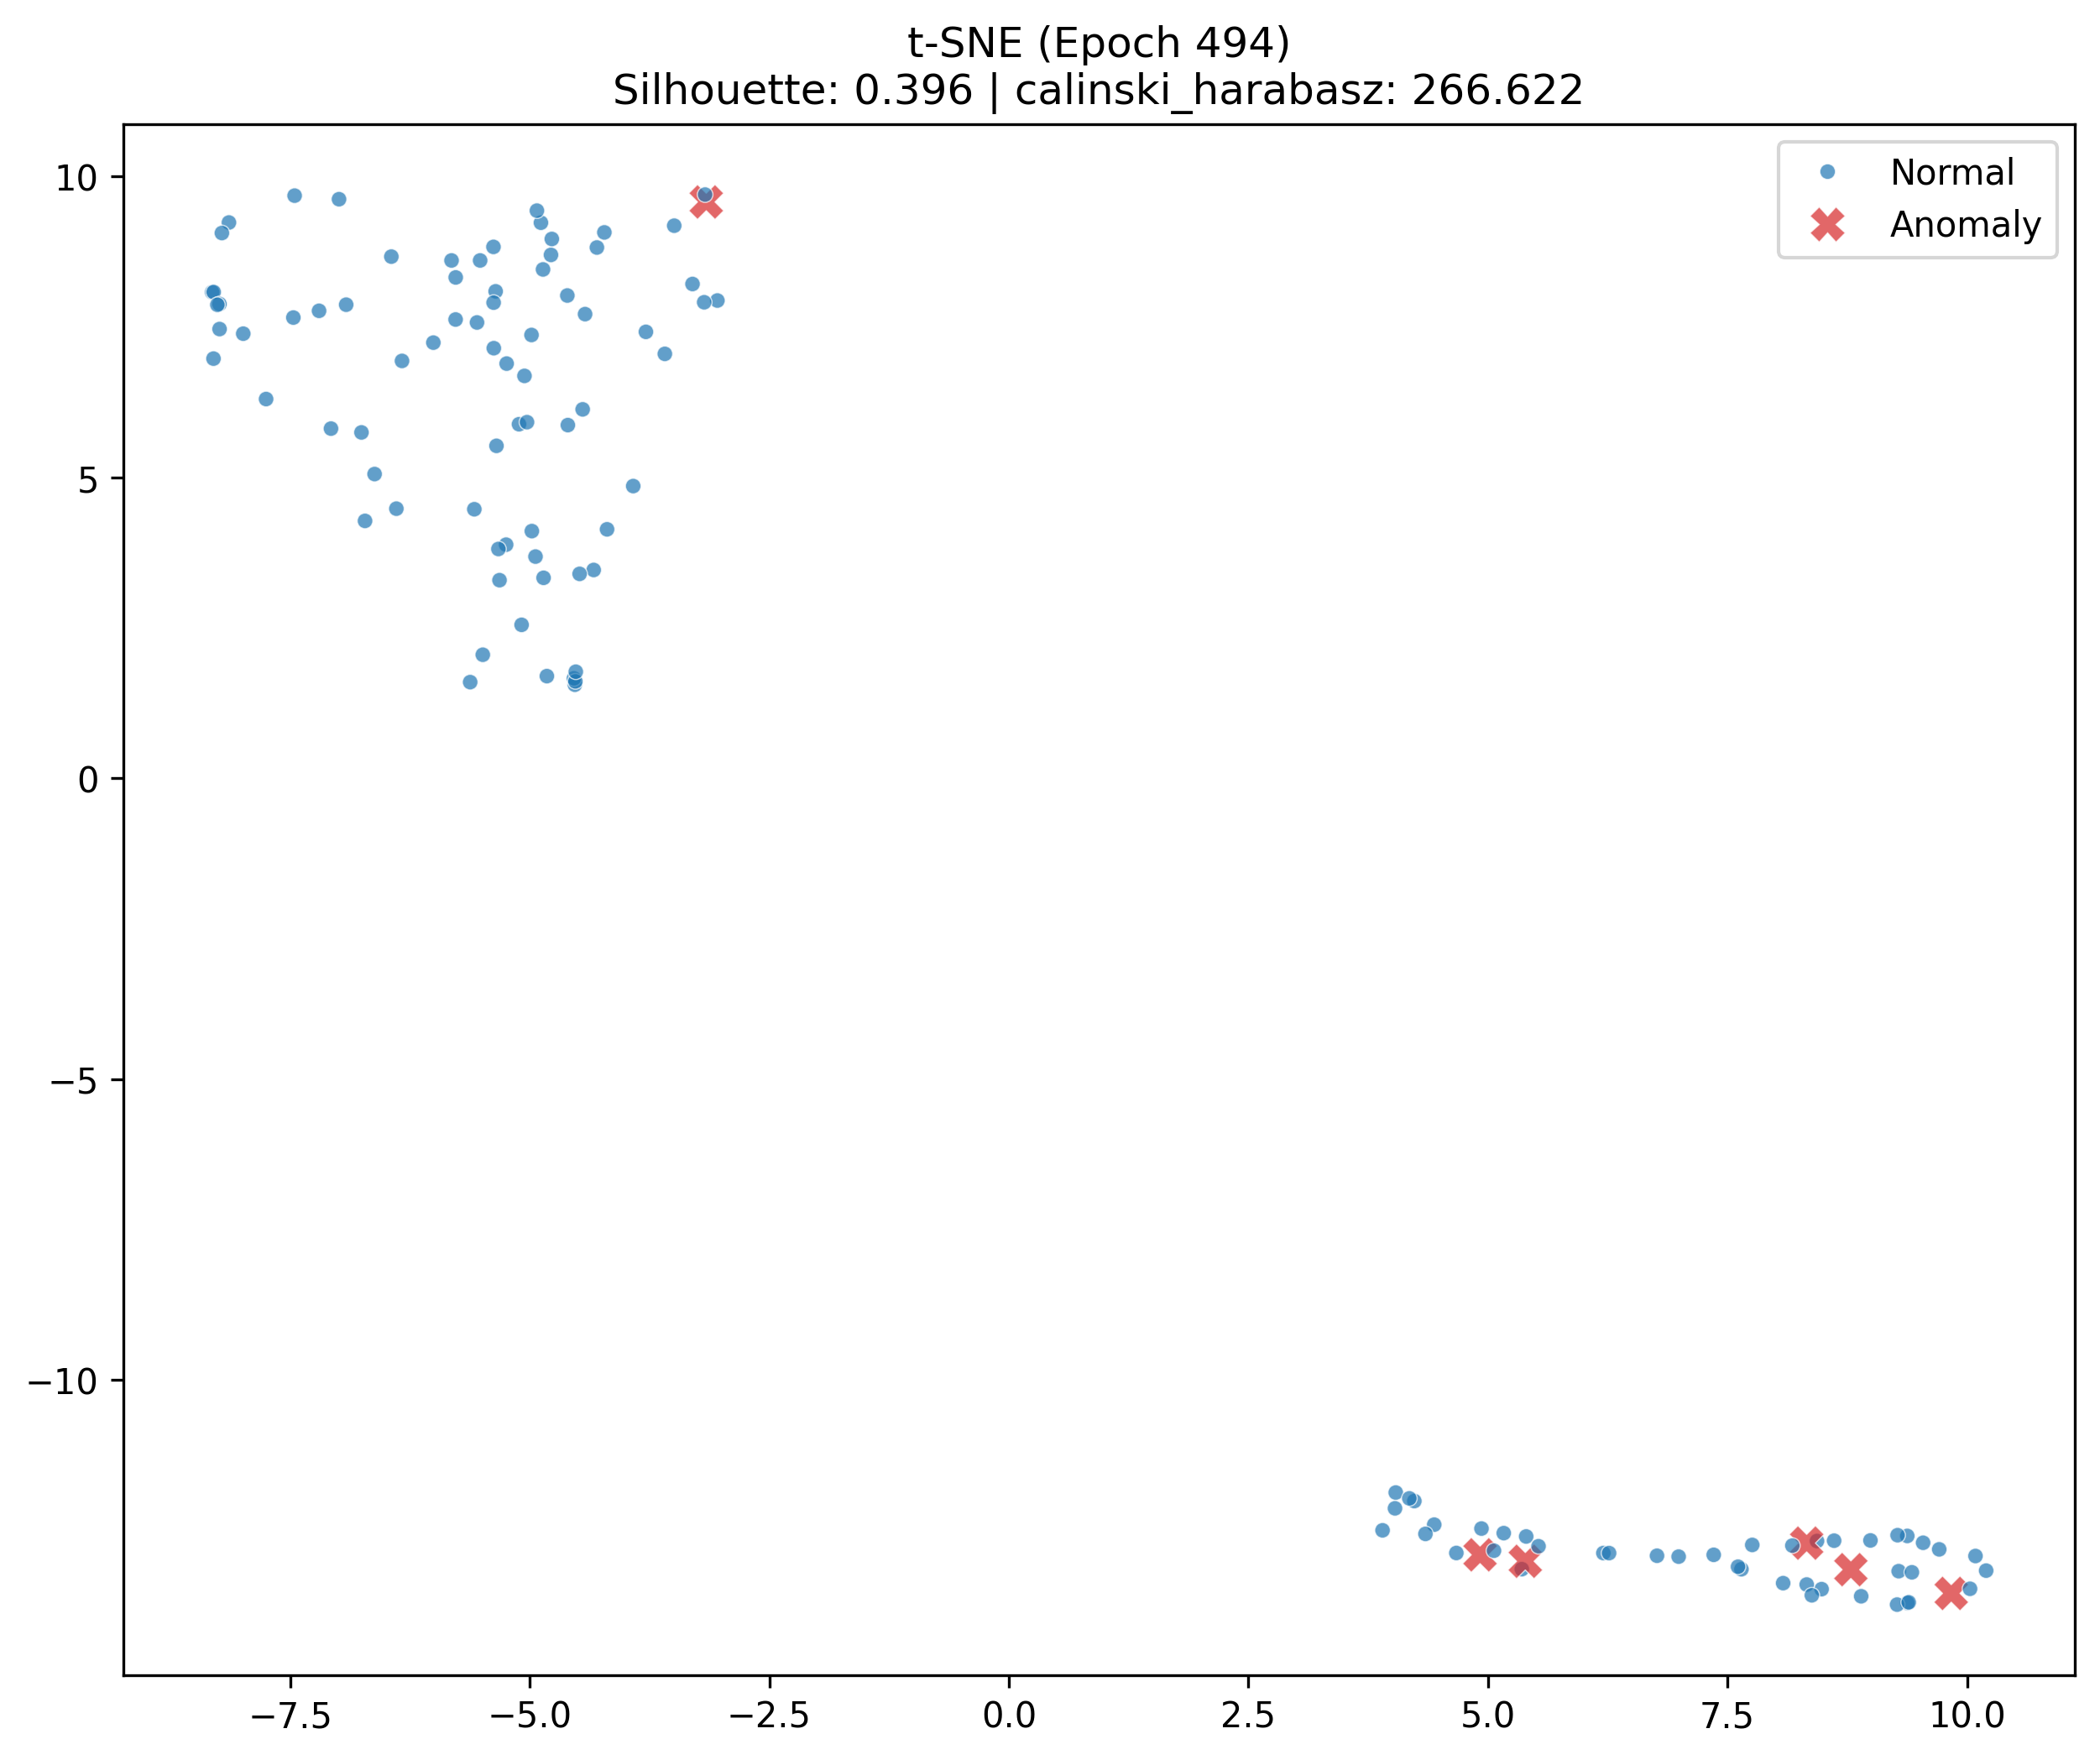 t-SNE (Epoch 494)
Silhouette: 0.396 | calinski_harabasz: 266.622
Normal
Anomaly
10
5
0
−5
−10
−7.5 −5.0 −2.5 0.0 2.5 5.0 7.5 10.0